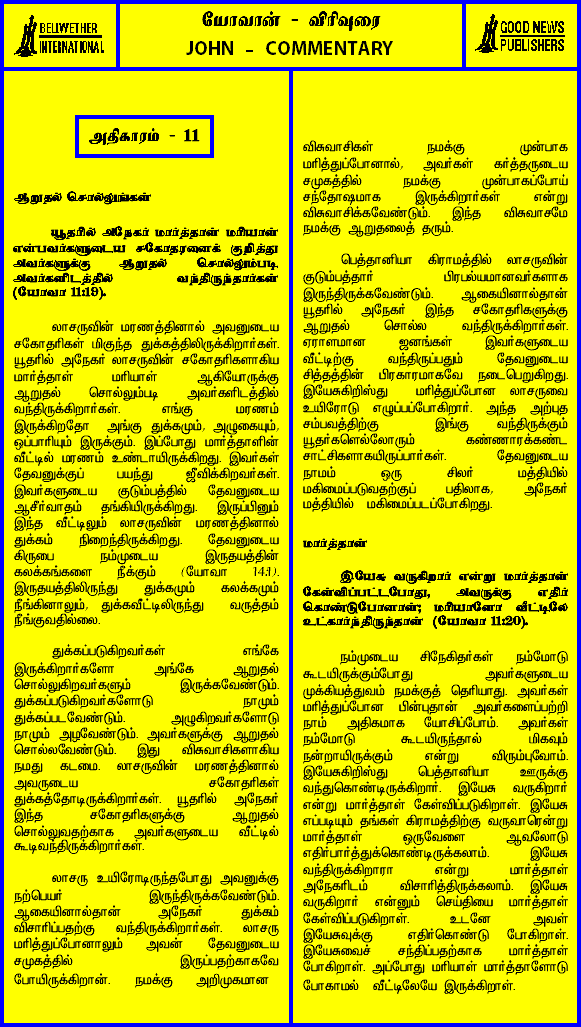 BELWETHER
INTERNATIONAL
யோவான் - விரிவுரை
JOHN - COMMENTARY
GOOD NEWS
PUBLISHERS
அதிகாரம் - 11
ஆறுதல் சொல்லுங்கள்
யூதரில் அநேகர் மார்த்தாள் மரியாள்
என்பவர்களுடைய சகோதரனைக் குறித்து
அவர்களுக்கு ஆறுதல் சொல்லும்படி
அவர்களிடத்தில் வந்திருந்தார்கள்
(யோவா 11:19).
லாசருவின் மரணத்தினால் அவனுடைய
சகோதரிகள் மிகுந்த துக்கத்திலிருக்கிறார்கள்.
யூதரில் அநேகர் லாசருவின் சகோதரிகளாகிய
மார்த்தாள் மரியாள் ஆகியோருக்கு
ஆறுதல் சொல்லும்படி அவர்களிடத்தில்
வந்திருக்கிறார்கள். எங்கு மரணம்
இருக்கிறதோ அங்கு துக்கமும், அழுகையும்,
ஒப்பாரியும் இருக்கும். இப்போது மார்த்தாளின்
வீட்டில் மரணம் உண்டாயிருக்கிறது. இவர்கள்
தேவனுக்குப் பயந்து ஜீவிக்கிறவர்கள்.
இவர்களுடைய குடும்பத்தில் தேவனுடைய
ஆசீர்வாதம் தங்கியிருக்கிறது. இருப்பினும்
இந்த வீட்டிலும் லாசருவின் மரணத்தினால்
துக்கம் நிறைந்திருக்கிறது. தேவனுடைய
கிருபை நம்முடைய இருதயத்தின்
கலக்கங்களை நீக்கும் (யோவா 14:1).
இருதயத்திலிருந்து துக்கமும் கலக்கமும்
நீங்கினாலும், துக்கவீட்டிலிருந்து வருத்தம்
நீங்குவதில்லை.
துக்கப்படுகிறவர்கள் எங்கே
இருக்கிறார்களோ அங்கே ஆறுதல்
சொல்லுகிறவர்களும் இருக்கவேண்டும்.
துக்கப்படுகிறவர்களோடு நாமும்
துக்கப்படவேண்டும். அழுகிறவர்களோடு
நாமும் அழவேண்டும். அவர்களுக்கு ஆறுதல்
சொல்லவேண்டும். இது விசுவாசிகளாகிய
நமது கடமை. லாசருவின் மரணத்தினால்
அவருடைய சகோதரிகள்
துக்கத்தோடிருக்கிறார்கள். யூதரில் அநேகர்
இந்த சகோதரிகளுக்கு ஆறுதல்
சொல்லுவதற்காக அவர்களுடைய வீட்டில்
கூடிவந்திருக்கிறார்கள்.
லாசரு உயிரோடிருந்தபோது அவனுக்கு
நற்பெயர் இருந்திருக்கவேண்டும்.
ஆகையினால்தான் அநேகர் துக்கம்
விசாரிப்பதற்கு வந்திருக்கிறார்கள். லாசரு
மரித்துப்போனாலும் அவன் தேவனுடைய
சமுகத்தில் இருப்பதற்காகவே
போயிருக்கிறான். நமக்கு அறிமுகமான
விசுவாசிகள் நமக்கு முன்பாக
மரித்துப்போனால், அவர்கள் கர்த்தருடைய
சமுகத்தில் நமக்கு முன்பாகப்போய்
சந்தோஷமாக இருக்கிறார்கள் என்று
விசுவாசிக்கவேண்டும். இந்த விசுவாசமே
நமக்கு ஆறுதலைத் தரும்.
பெத்தானியா கிராமத்தில் லாசருவின்
குடும்பத்தார் பிரபல்யமானவர்களாக
இருந்திருக்கவேண்டும். ஆகையினால்தான்
யூதரில் அநேகர் இந்த சகோதரிகளுக்கு
ஆறுதல் சொல்ல வந்திருக்கிறார்கள்.
ஏராளமான ஜனங்கள் இவர்களுடைய
வீட்டிற்கு வந்திருப்பதும் தேவனுடைய
சித்தத்தின் பிரகாரமாகவே நடைபெறுகிறது.
இயேசுகிறிஸ்து மரித்துப்போன லாசருவை
உயிரோடு எழுப்பப்போகிறார். அந்த அற்புத
சம்பவத்திற்கு இங்கு வந்திருக்கும்
யூதர்களெல்லோரும் கண்ணாரக்கண்ட
சாட்சிகளாகயிருப்பார்கள். தேவனுடைய
நாமம் ஒரு சிலர் மத்தியில்
மகிமைப்படுவதற்குப் பதிலாக, அநேகர்
மத்தியில் மகிமைப்படப்போகிறது.
மார்த்தாள்
இயேசு வருகிறார் என்று மார்த்தாள்
கேள்விப்பட்டபோது, அவருக்கு எதிர்
கொண்டுபோனாள்; மரியாளோ வீட்டிலே
உட்கார்ந்திருந்தாள் (யோவா 11:20).
நம்முடைய சிநேகிதர்கள் நம்மோடு
கூடயிருக்கும்போது அவர்களுடைய
முக்கியத்துவம் நமக்குத் தெரியாது. அவர்கள்
மரித்துப்போன பின்புதான் அவர்களைப்பற்றி
நாம் அதிகமாக யோசிப்போம். அவர்கள்
நம்மோடு கூடயிருந்தால் மிகவும்
நன்றாயிருக்கும் என்று விரும்புவோம்.
இயேசுகிறிஸ்து பெத்தானியா ஊருக்கு
வந்துகொண்டிருக்கிறார். இயேசு வருகிறார்
என்று மார்த்தாள் கேள்விப்படுகிறாள். இயேசு
எப்படியும் தங்கள் கிராமத்திற்கு வருவாரென்று
மார்த்தாள் ஒருவேளை ஆவலோடு
எதிர்பார்த்துக்கொண்டிருக்கலாம். இயேசு
வந்திருக்கிறாரா என்று மார்த்தாள்
அநேகரிடம் விசாரித்திருக்கலாம். இயேசு
வருகிறார் என்னும் செய்தியை மார்த்தாள்
கேள்விப்படுகிறாள். உடனே அவள்
இயேசுவுக்கு எதிர்கொண்டு போகிறாள்.
இயேசுவைச் சந்திப்பதற்காக மார்த்தாள்
போகிறாள். அப்போது மரியாள் மார்த்தாளோடு
போகாமல் வீட்டிலேயே இருக்கிறாள்.